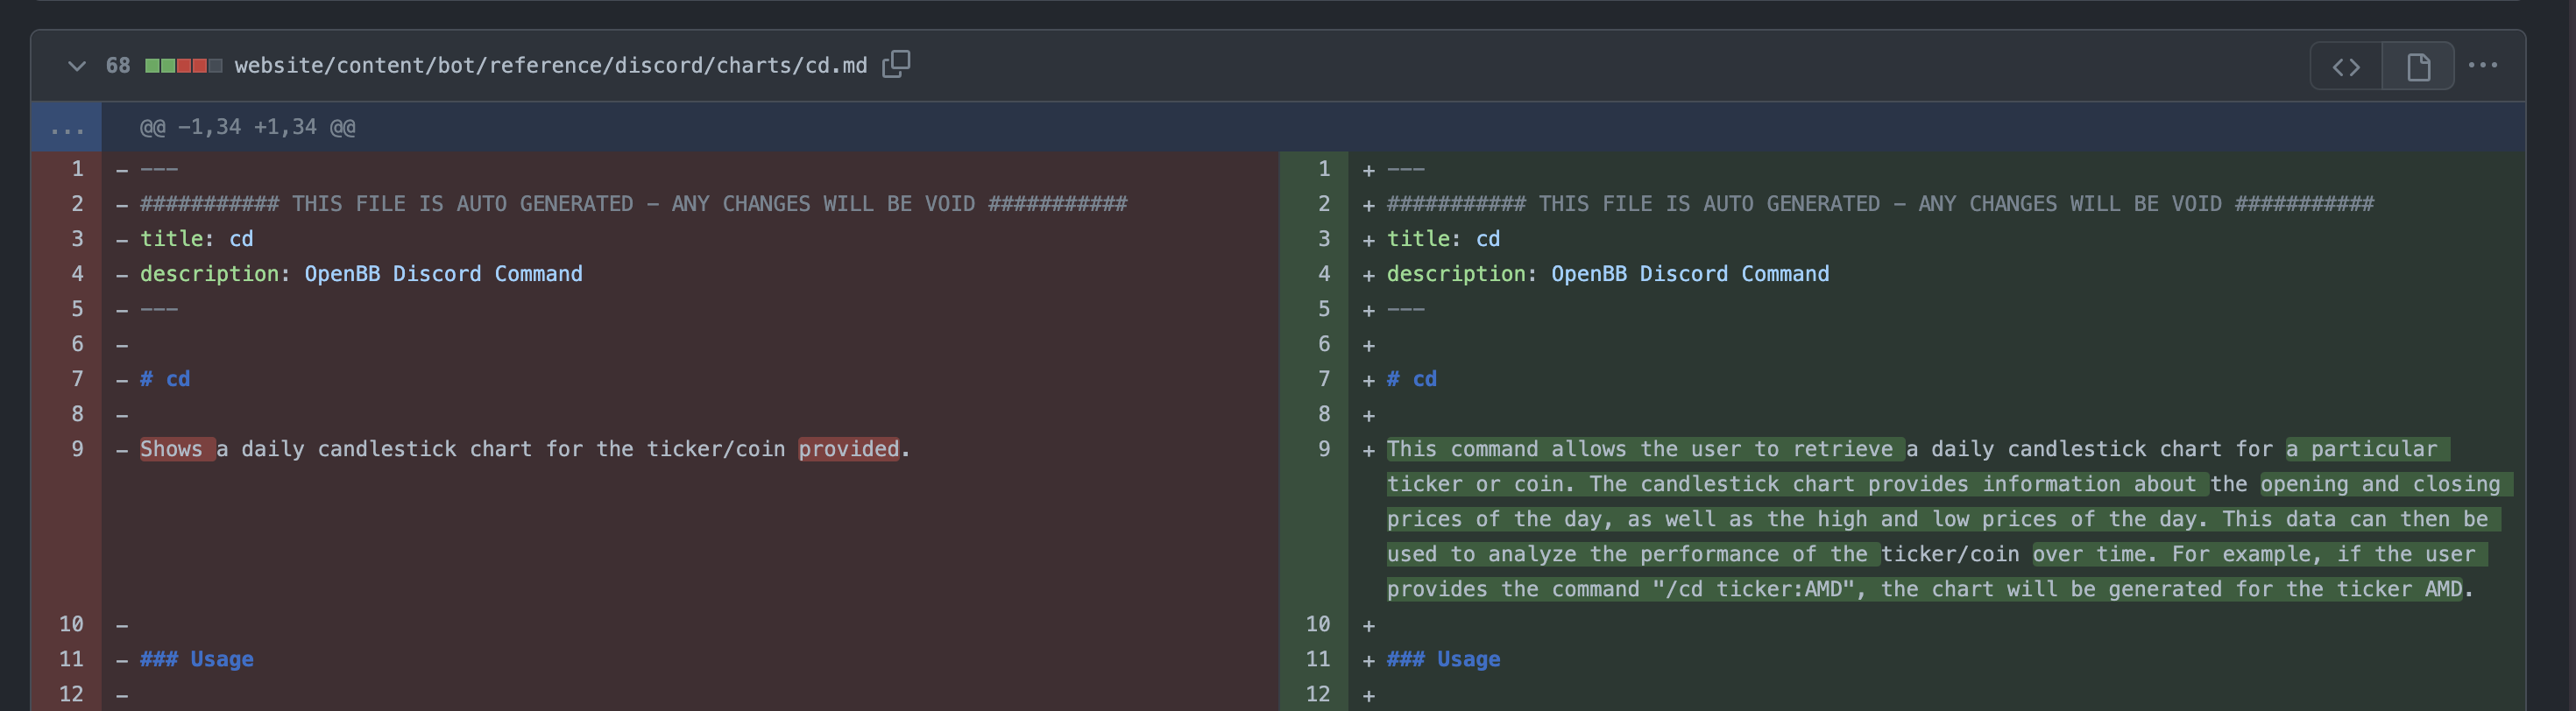 68 website/content/bot/reference/discord/charts/cd.md
... @@ -1,34 +1,34 @@
1 - ---
2 - ########### THIS FILE IS AUTO GENERATED - ANY CHANGES WILL BE VOID ###########
3 - title: cd
4 - description: OpenBB Discord Command
5 - ---
6 -
7 - # cd
8 -
9 - Shows a daily candlestick chart for the ticker/coin provided.
10 -
11 - ### Usage
12 -
1 + ---
2 + ########### THIS FILE IS AUTO GENERATED - ANY CHANGES WILL BE VOID ###########
3 + title: cd
4 + description: OpenBB Discord Command
5 + ---
6 +
7 + # cd
8 +
9 + This command allows the user to retrieve a daily candlestick chart for a particular
ticker or coin. The candlestick chart provides information about the opening and closing
prices of the day, as well as the high and low prices of the day. This data can then be
used to analyze the performance of the ticker/coin over time. For example, if the user
provides the command "/cd ticker:AMD", the chart will be generated for the ticker AMD.
10 +
11 + ### Usage
12 +